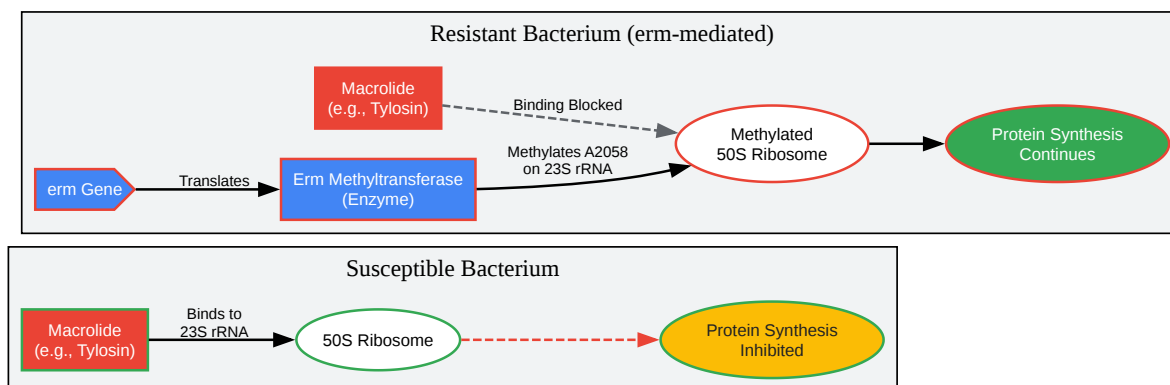 Resistant Bacterium (erm-mediated)
Macrolide
(e.g., Tylosin)
Binding Blocked
Methylated
50S Ribosome
Protein Synthesis
Continues
Methylates A2058
on 23S rRNA
erm Gene
Translates
Erm Methyltransferase
(Enzyme)
Susceptible Bacterium
Macrolide
(e.g., Tylosin)
Binds to
23S rRNA
50S Ribosome
Protein Synthesis
Inhibited